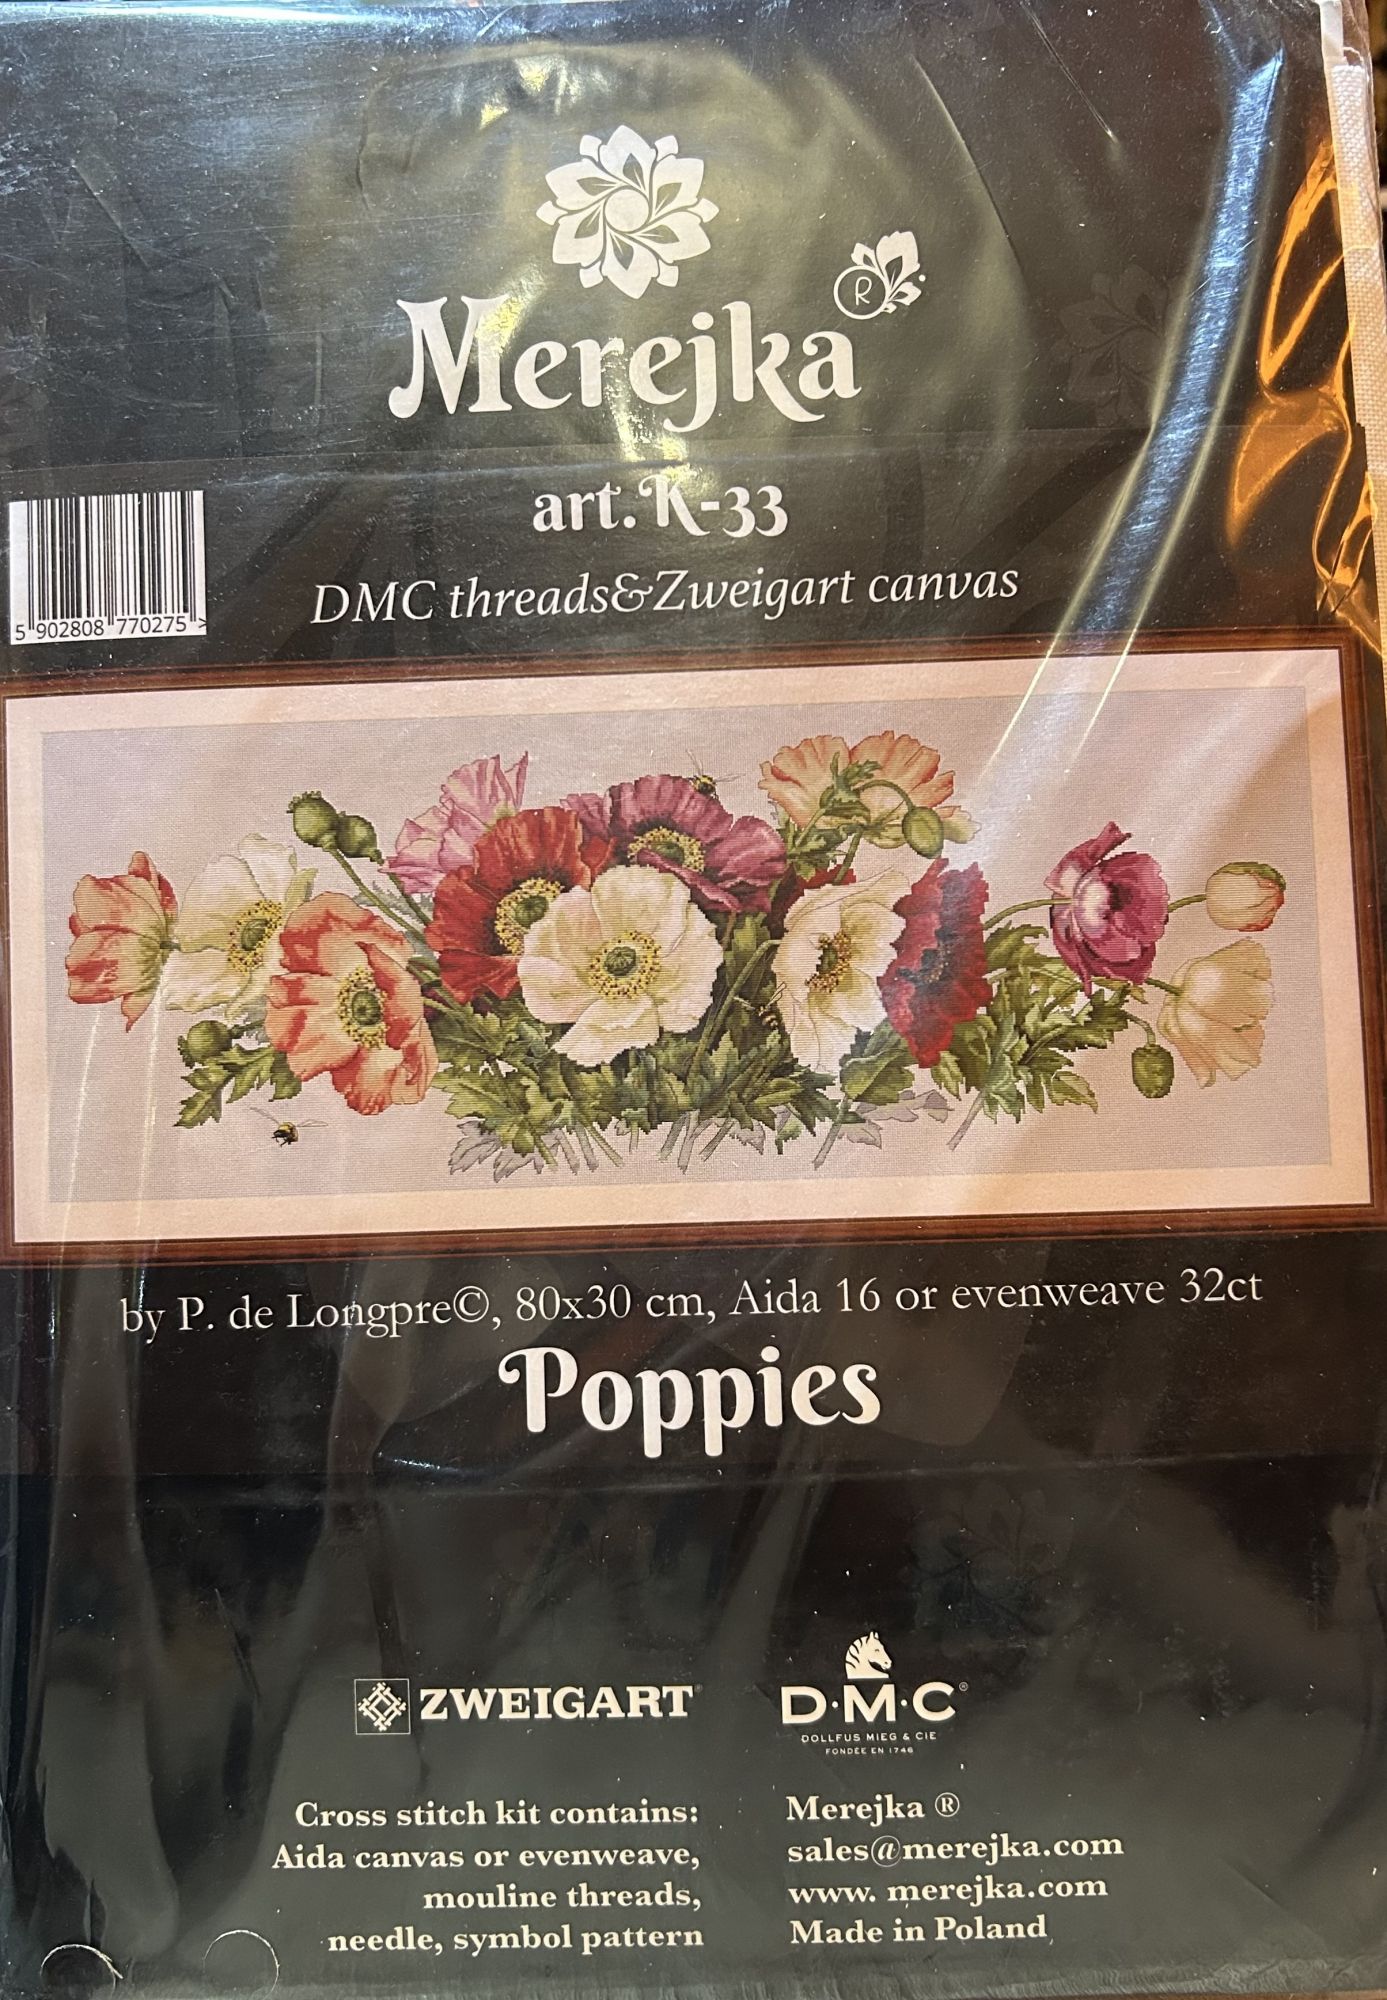 Merejka R
art. K-33
DMC threads&Zweigart canvas
5 902808 770275 >
by P. de Longpre©, 80x30 cm, Aida 16 or evenweave 32ct
Poppies
ZWEIGART®
D·M·C®
DOLLFUS MIEG & CIE
FONDÉE EN 1746
Cross stitch kit contains:
Aida canvas or evenweave,
mouline threads,
needle, symbol pattern
Merejka ®
sales@merejka.com
www. merejka.com
Made in Poland